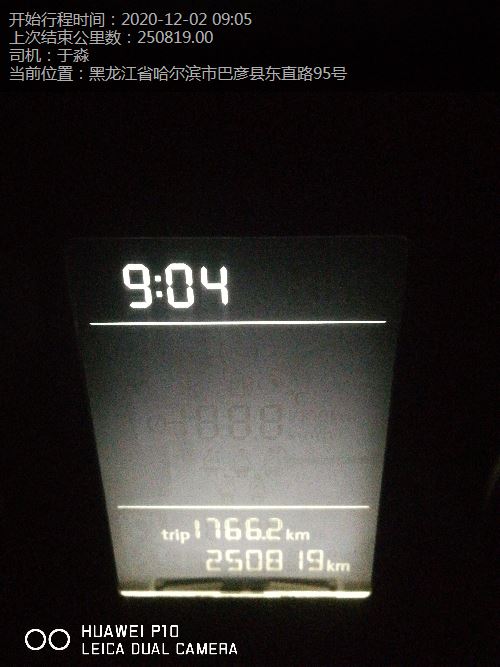 开始行程时间：2020-12-02 09:05
上次结束公里数：250819.00
司机：于淼
当前位置：黑龙江省哈尔滨市巴彦县东直路95号
9:04
trip 1766.2 km
250819 km
HUAWEI P10
LEICA DUAL CAMERA